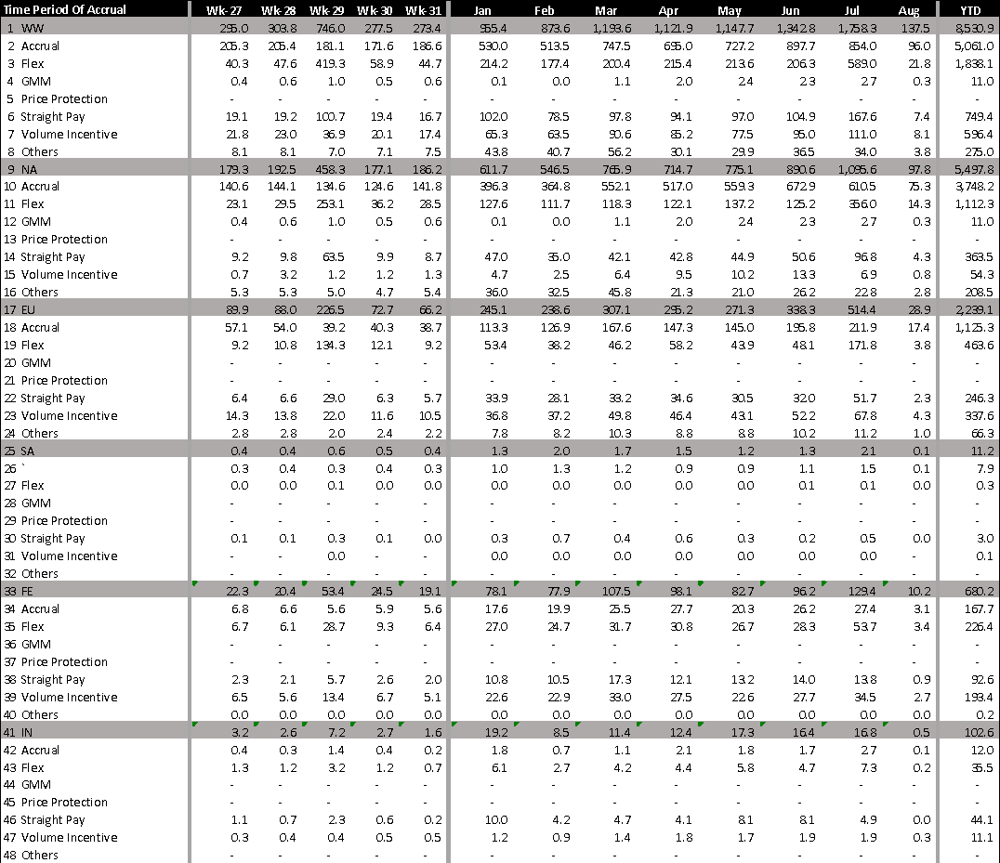 Time Period Of Accrual Wk-27 Wk-28 Wk-29 Wk-30 Wk-31 Jan Feb Mar Apr May Jun Jul Aug YTD
1 WW 295.0 303.8 746.0 277.5 273.4 955.4 873.6 1,193.6 1,121.9 1,147.7 1,342.8 1,758.3 137.5 8,530.9
2 Accrual 205.3 205.4 181.1 171.6 186.6 530.0 513.5 747.5 695.0 727.2 897.7 854.0 96.0 5,061.0
3 Flex 40.3 47.6 419.3 58.9 44.7 214.2 177.4 200.4 215.4 213.6 206.3 589.0 21.8 1,838.1
4 GMM 0.4 0.6 1.0 0.5 0.6 0.1 0.0 1.1 2.0 2.4 2.3 2.7 0.3 11.0
5 Price Protection - - - - - - - - - - - - - -
6 Straight Pay 19.1 19.2 100.7 19.4 16.7 102.0 78.5 97.8 94.1 97.0 104.9 167.6 7.4 749.4
7 Volume Incentive 21.8 23.0 36.9 20.1 17.4 65.3 63.5 90.6 85.2 77.5 95.0 111.0 8.1 596.4
8 Others 8.1 8.1 7.0 7.1 7.5 43.8 40.7 56.2 30.1 29.9 36.5 34.0 3.8 275.0
9 NA 179.3 192.5 458.3 177.1 186.2 611.7 546.5 765.9 714.7 775.1 890.6 1,095.6 97.8 5,497.8
10 Accrual 140.6 144.1 134.6 124.6 141.8 396.3 364.8 552.1 517.0 559.3 672.9 610.5 75.3 3,748.2
11 Flex 23.1 29.5 253.1 36.2 28.5 127.6 111.7 118.3 122.1 137.2 125.2 356.0 14.3 1,112.3
12 GMM 0.4 0.6 1.0 0.5 0.6 0.1 0.0 1.1 2.0 2.4 2.3 2.7 0.3 11.0
13 Price Protection - - - - - - - - - - - - - -
14 Straight Pay 9.2 9.8 63.5 9.9 8.7 47.0 35.0 42.1 42.8 44.9 50.6 96.8 4.3 363.5
15 Volume Incentive 0.7 3.2 1.2 1.2 1.3 4.7 2.5 6.4 9.5 10.2 13.3 6.9 0.8 54.3
16 Others 5.3 5.3 5.0 4.7 5.4 36.0 32.5 45.8 21.3 21.0 26.2 22.8 2.8 208.5
17 EU 89.9 88.0 226.5 72.7 66.2 245.1 238.6 307.1 295.2 271.3 338.3 514.4 28.9 2,239.1
18 Accrual 57.1 54.0 39.2 40.3 38.7 113.3 126.9 167.6 147.3 145.0 195.8 211.9 17.4 1,125.3
19 Flex 9.2 10.8 134.3 12.1 9.2 53.4 38.2 46.2 58.2 43.9 48.1 171.8 3.8 463.6
20 GMM - - - - - - - - - - - - - -
21 Price Protection - - - - - - - - - - - - - -
22 Straight Pay 6.4 6.6 29.0 6.3 5.7 33.9 28.1 33.2 34.6 30.5 32.0 51.7 2.3 246.3
23 Volume Incentive 14.3 13.8 22.0 11.6 10.5 36.8 37.2 49.8 46.4 43.1 52.2 67.8 4.3 337.6
24 Others 2.8 2.8 2.0 2.4 2.2 7.8 8.2 10.3 8.8 8.8 10.2 11.2 1.0 66.3
25 SA 0.4 0.4 0.6 0.5 0.4 1.3 2.0 1.7 1.5 1.2 1.3 2.1 0.1 11.2
26 ` 0.3 0.4 0.3 0.4 0.3 1.0 1.3 1.2 0.9 0.9 1.1 1.5 0.1 7.9
27 Flex 0.0 0.0 0.1 0.0 0.0 0.0 0.0 0.0 0.0 0.0 0.1 0.1 0.0 0.3
28 GMM - - - - - - - - - - - - - -
29 Price Protection - - - - - - - - - - - - - -
30 Straight Pay 0.1 0.1 0.3 0.1 0.0 0.3 0.7 0.4 0.6 0.3 0.2 0.5 0.0 3.0
31 Volume Incentive - - 0.0 - - 0.0 0.0 0.0 0.0 0.0 0.0 0.0 - 0.1
32 Others - - - - - - - - - - - - - -
33 FE 22.3 20.4 53.4 24.5 19.1 78.1 77.9 107.5 98.1 82.7 96.2 129.4 10.2 680.2
34 Accrual 6.8 6.6 5.6 5.9 5.6 17.6 19.9 25.5 27.7 20.3 26.2 27.4 3.1 167.7
35 Flex 6.7 6.1 28.7 9.3 6.4 27.0 24.7 31.7 30.8 26.7 28.3 53.7 3.4 226.4
36 GMM - - - - - - - - - - - - - -
37 Price Protection - - - - - - - - - - - - - -
38 Straight Pay 2.3 2.1 5.7 2.6 2.0 10.8 10.5 17.3 12.1 13.2 14.0 13.8 0.9 92.6
39 Volume Incentive 6.5 5.6 13.4 6.7 5.1 22.6 22.9 33.0 27.5 22.6 27.7 34.5 2.7 193.4
40 Others 0.0 0.0 0.0 0.0 0.0 0.0 0.0 0.0 0.0 0.0 0.0 0.0 0.0 0.2
41 IN 3.2 2.6 7.2 2.7 1.6 19.2 8.5 11.4 12.4 17.3 16.4 16.8 0.5 102.6
42 Accrual 0.4 0.3 1.4 0.4 0.2 1.8 0.7 1.1 2.1 1.8 1.7 2.7 0.1 12.0
43 Flex 1.3 1.2 3.2 1.2 0.7 6.1 2.7 4.2 4.4 5.8 4.7 7.3 0.2 35.5
44 GMM - - - - - - - - - - - - - -
45 Price Protection - - - - - - - - - - - - - -
46 Straight Pay 1.1 0.7 2.3 0.6 0.2 10.0 4.2 4.7 4.1 8.1 8.1 4.9 0.0 44.1
47 Volume Incentive 0.3 0.4 0.4 0.5 0.5 1.2 0.9 1.4 1.8 1.7 1.9 1.9 0.3 11.1
48 Others - - - - - - - - - - - - - -